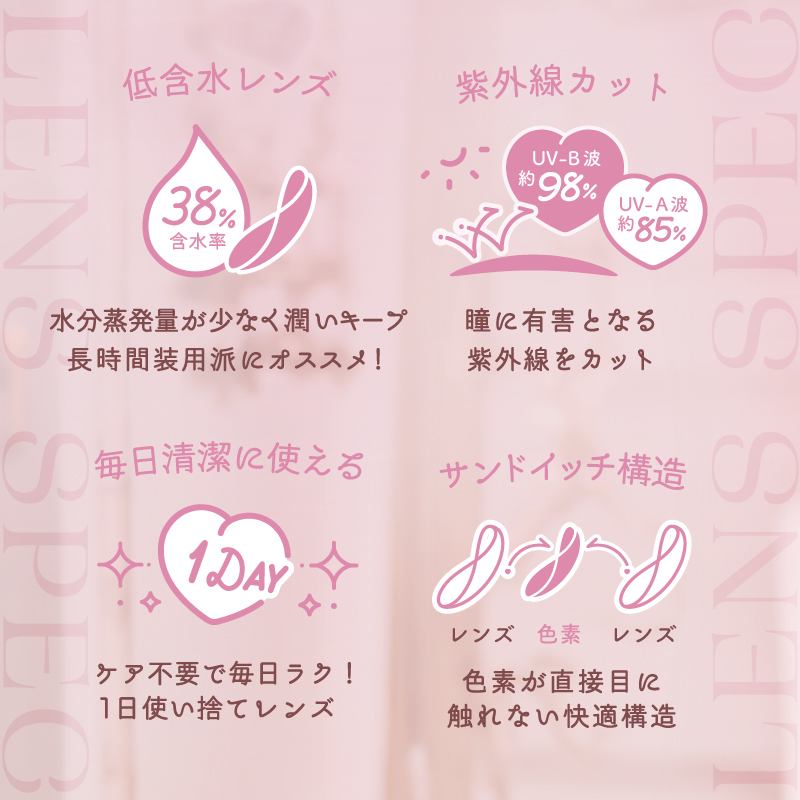 LENS SPEC
LENS SPEC
低含水レンズ
38%
含水率
水分蒸発量が少なく潤いキープ
長時間装用派にオススメ!
紫外線カット
UV-B波
約98%
UV-A波
約85%
瞳に有害となる
紫外線をカット
毎日清潔に使える
1DAY
ケア不要で毎日ラク!
1日使い捨てレンズ
サンドイッチ構造
レンズ 色素 レンズ
色素が直接目に
触れない快適構造